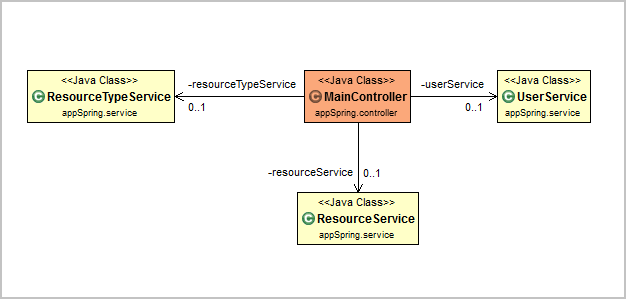 <<Java Class>>
ResourceTypeService
appSpring.service
-resourceTypeService
0..1
<<Java Class>>
MainController
appSpring.controller
-userService
0..1
<<Java Class>>
UserService
appSpring.service
-resourceService
0..1
<<Java Class>>
ResourceService
appSpring.service